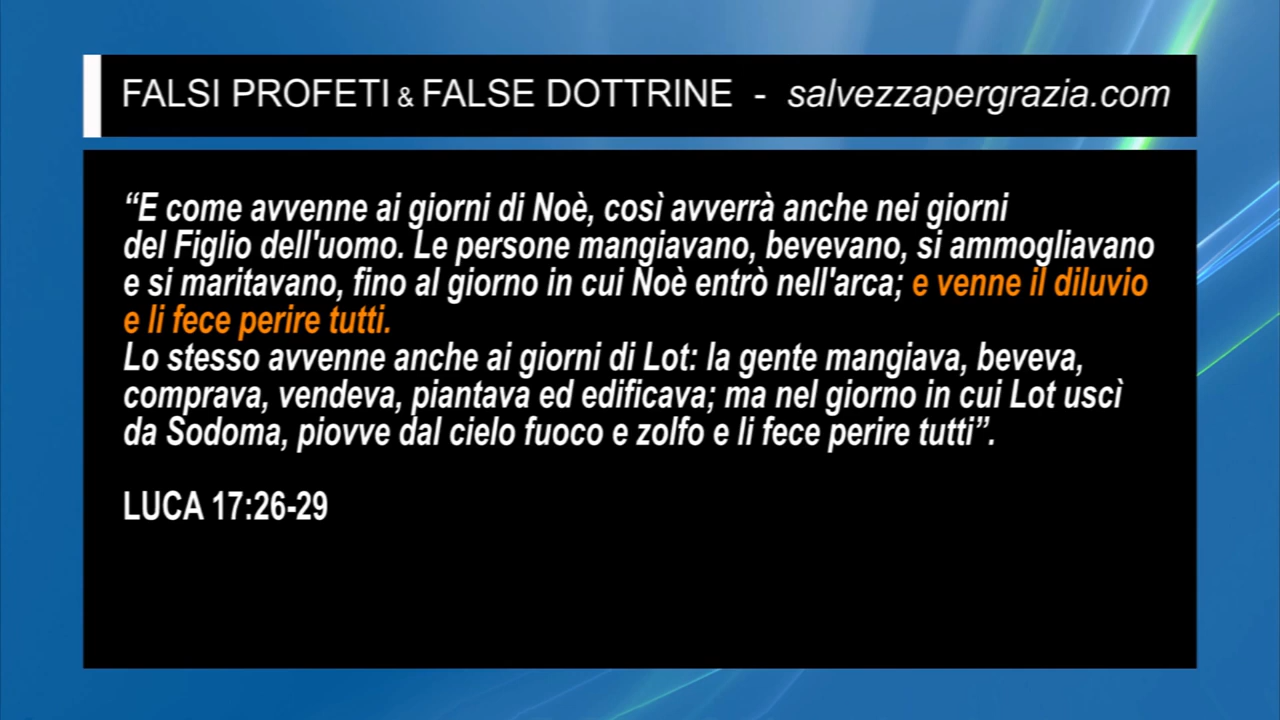 FALSI PROFETI & FALSE DOTTRINE - salvezzapergrazia.com
“E come avvenne ai giorni di Noè, così avverrà anche nei giorni
del Figlio dell'uomo. Le persone mangiavano, bevevano, si ammogliavano
e si maritavano, fino al giorno in cui Noè entrò nell'arca; e venne il diluvio
e li fece perire tutti.
Lo stesso avvenne anche ai giorni di Lot: la gente mangiava, beveva,
comprava, vendeva, piantava ed edificava; ma nel giorno in cui Lot uscì
da Sodoma, piovve dal cielo fuoco e zolfo e li fece perire tutti”.
LUCA 17:26-29